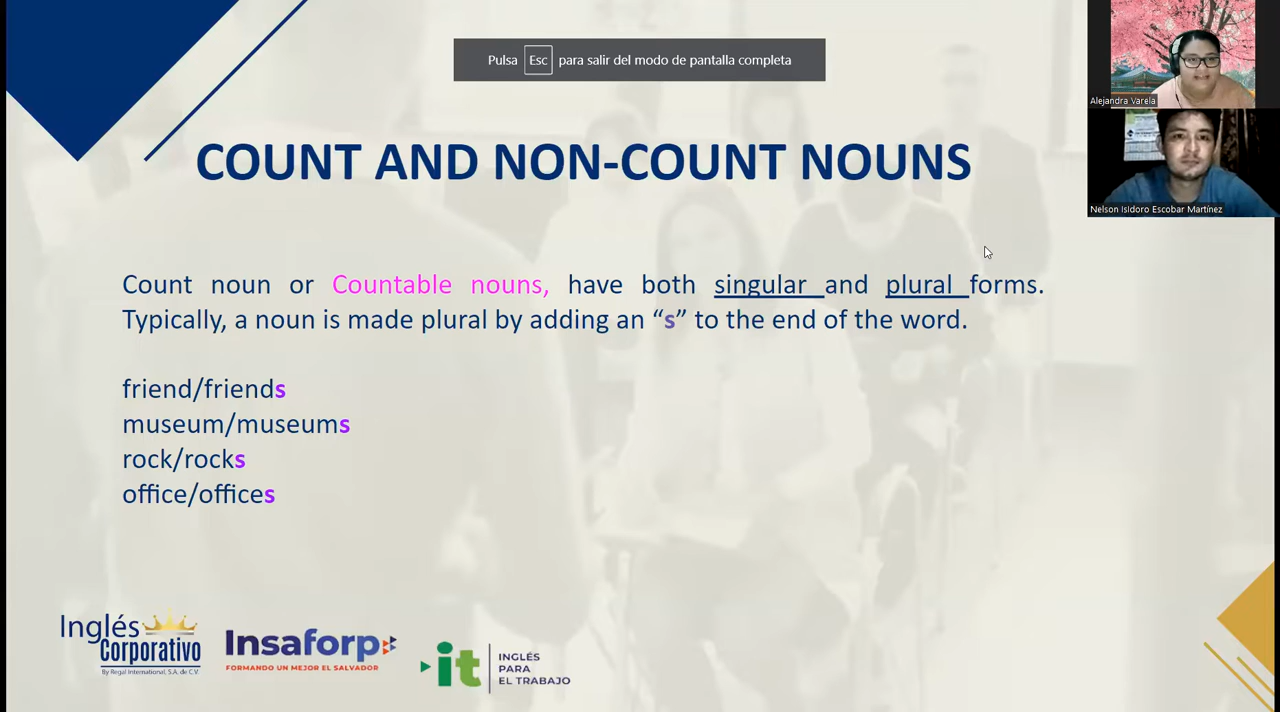 Pulsa Esc para salir del modo de pantalla completa
Alejandra Varela
Nelson Isidoro Escobar Martínez
COUNT AND NON-COUNT NOUNS
Count noun or Countable nouns, have both singular and plural forms.
Typically, a noun is made plural by adding an “s” to the end of the word.
friend/friends
museum/museums
rock/rocks
office/offices
Inglés
Corporativo
By Regal International, S.A. de C.V.
Insaforp
FORMANDO UN MEJOR EL SALVADOR
it
INGLÉS
PARA
EL TRABAJO